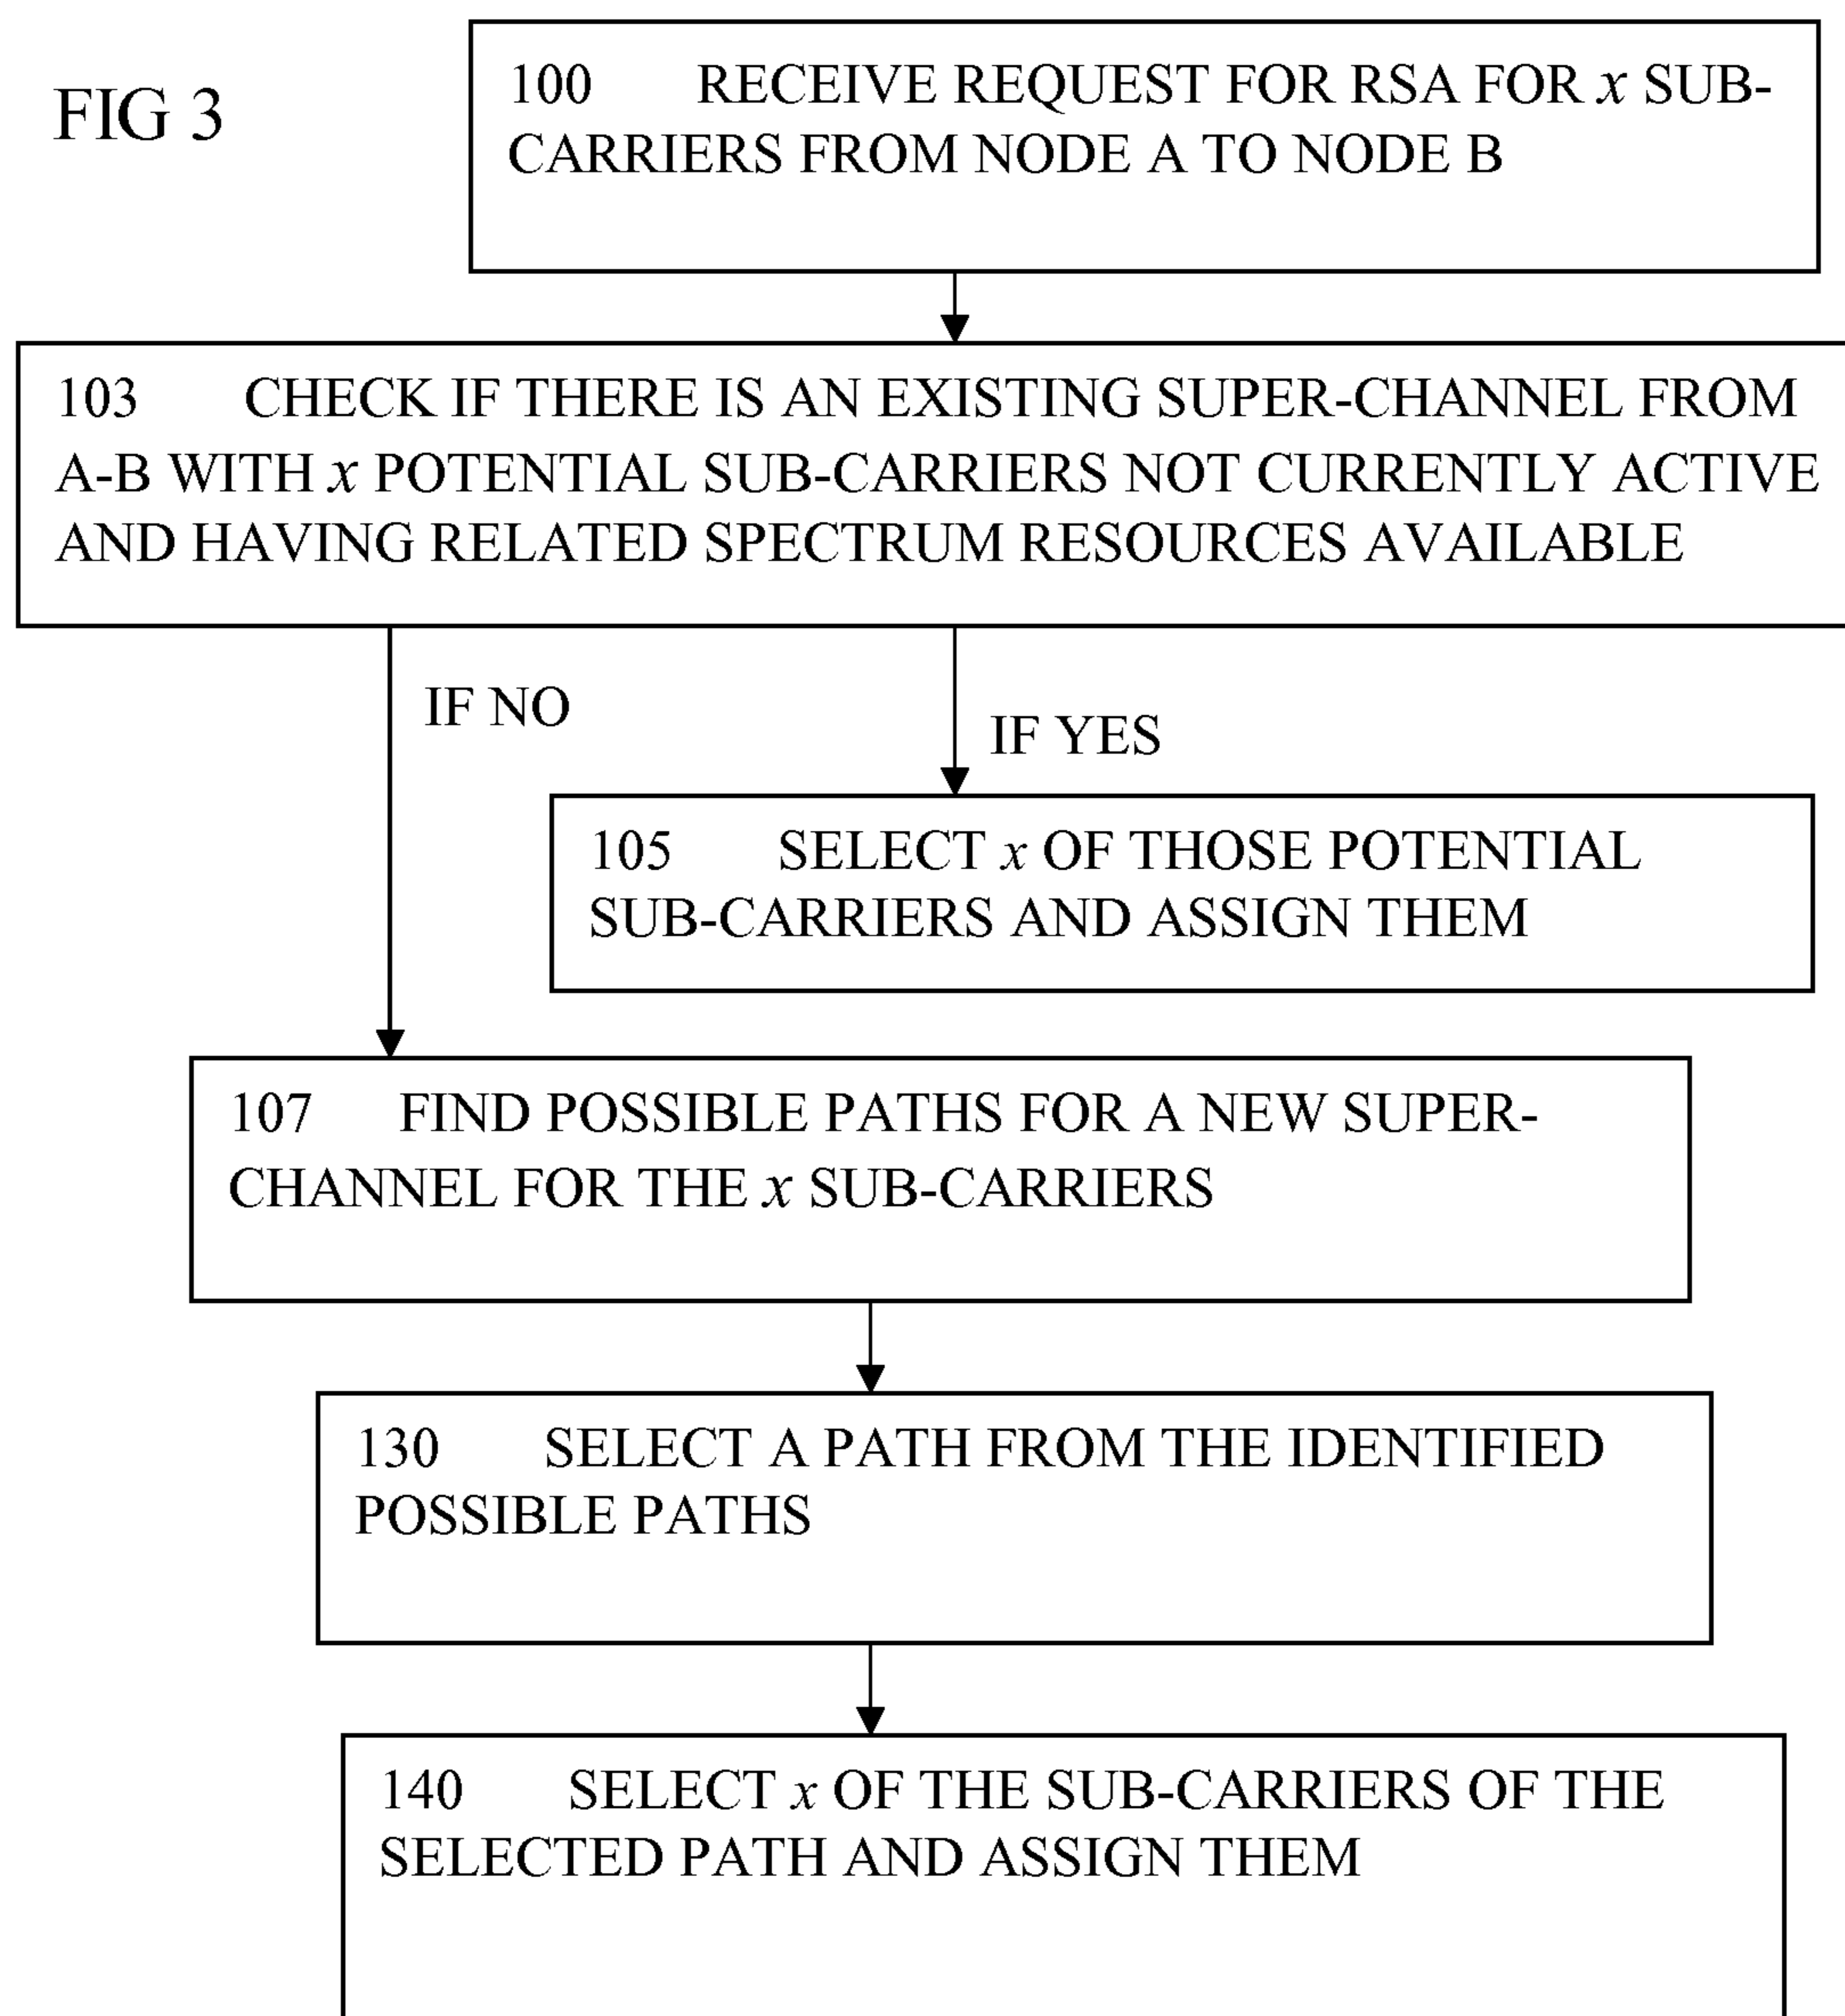 FIG 3
100 RECEIVE REQUEST FOR RSA FOR x SUB-
CARRIERS FROM NODE A TO NODE B
103 CHECK IF THERE IS AN EXISTING SUPER-CHANNEL FROM
A-B WITH x POTENTIAL SUB-CARRIERS NOT CURRENTLY ACTIVE
AND HAVING RELATED SPECTRUM RESOURCES AVAILABLE
IF NO
IF YES
105 SELECT x OF THOSE POTENTIAL
SUB-CARRIERS AND ASSIGN THEM
107 FIND POSSIBLE PATHS FOR A NEW SUPER-
CHANNEL FOR THE x SUB-CARRIERS
130 SELECT A PATH FROM THE IDENTIFIED
POSSIBLE PATHS
140 SELECT x OF THE SUB-CARRIERS OF THE
SELECTED PATH AND ASSIGN THEM